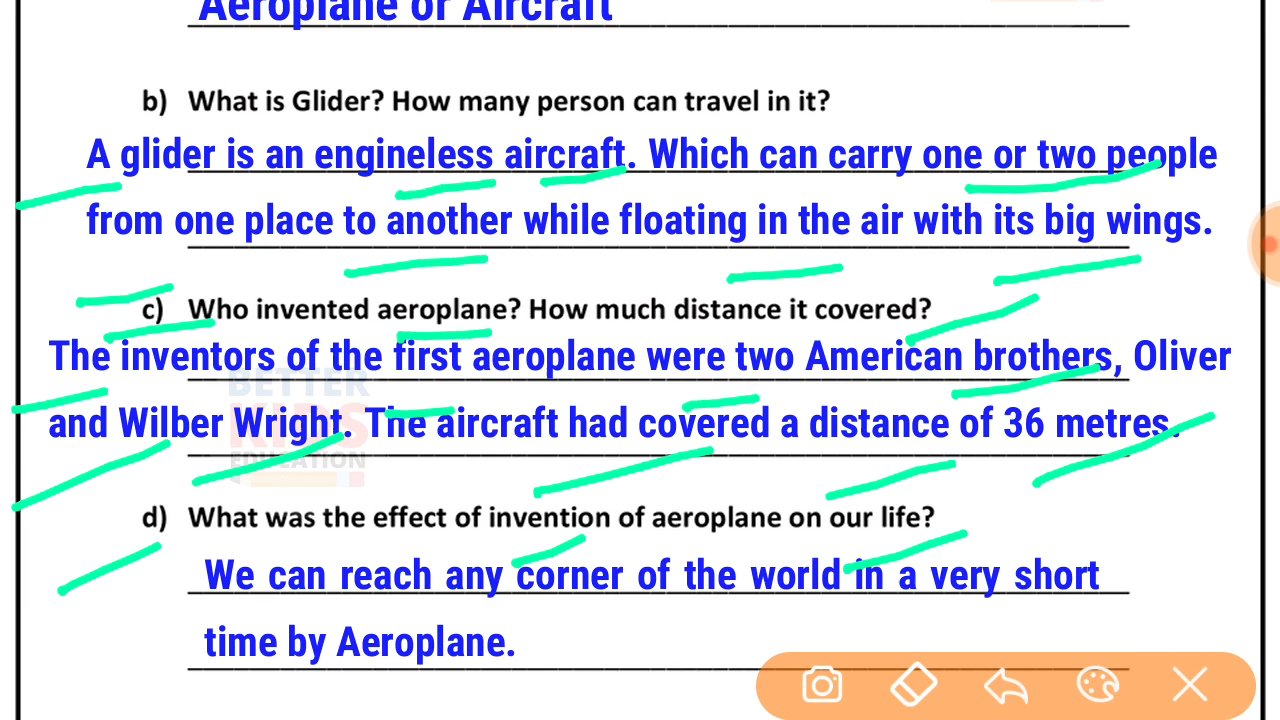 Aeroplane or Aircraft
b) What is Glider? How many person can travel in it?
A glider is an engineless aircraft. Which can carry one or two people
from one place to another while floating in the air with its big wings.
c) Who invented aeroplane? How much distance it covered?
The inventors of the first aeroplane were two American brothers, Oliver
and Wilber Wright. The aircraft had covered a distance of 36 metres.
BETTER
KIDS
EDUCATION
d) What was the effect of invention of aeroplane on our life?
We can reach any corner of the world in a very short
time by Aeroplane.